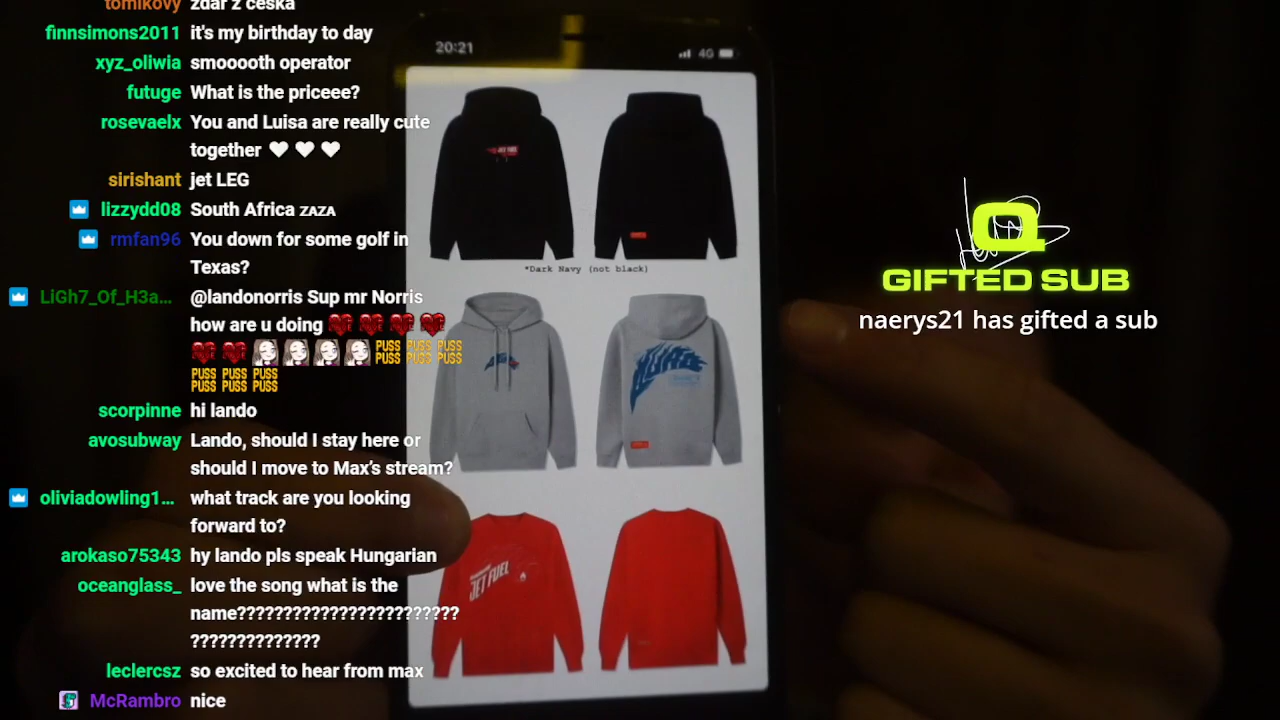 tomikovy zdar z ceska
finnsimons2011 it's my birthday to day
xyz_oliwia smooooth operator
futuge What is the priceee?
rosevaelx You and Luisa are really cute
together
sirishant jet LEG
lizzydd08 South Africa ZAZA
rmfan96 You down for some golf in
Texas?
LiGh7_Of_H3a... @landonorris Sup mr Norris
how are u doing
PUSS PUSS PUSS
PUSS PUSS PUSS
PUSS PUSS PUSS
PUSS PUSS PUSS
scorpinne hi lando
avosubway Lando, should I stay here or
should I move to Max's stream?
oliviadowling1... what track are you looking
forward to?
arokaso75343 hy lando pls speak Hungarian
oceanglass_ love the song what is the
name????????????????????????
??????????????
leclercsz so excited to hear from max
McRambro nice
20:21
4G
JET FUEL
*Dark Navy (not black)
JET FUEL
Q
GIFTED SUB
naerys21 has gifted a sub